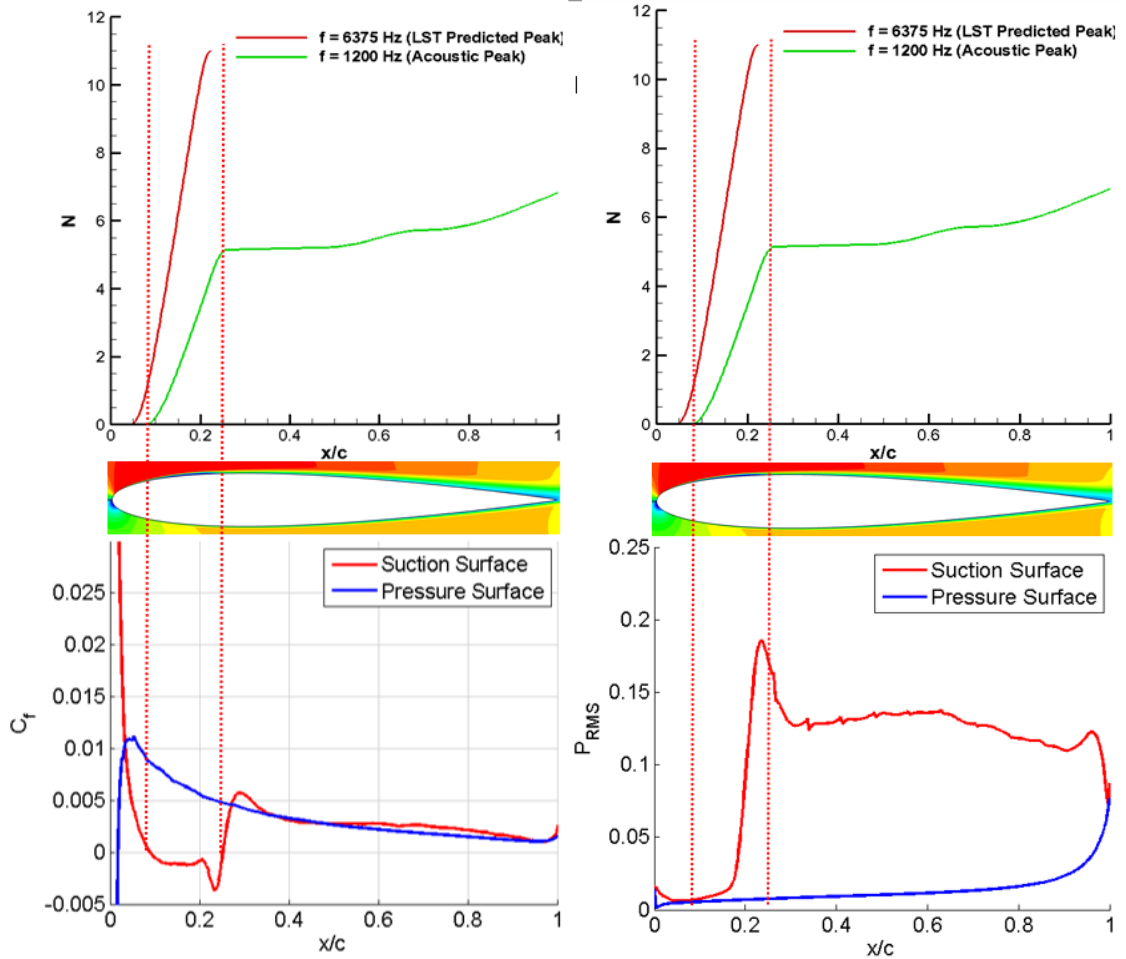 12
10
8
6
4
2
0
N
f = 6375 Hz (LST Predicted Peak)
f = 1200 Hz (Acoustic Peak)
0 0.2 0.4 0.6 0.8 1
x/c
12
10
8
6
4
2
0
N
f = 6375 Hz (LST Predicted Peak)
f = 1200 Hz (Acoustic Peak)
0 0.2 0.4 0.6 0.8 1
x/c
0.025
0.02
0.015
0.01
0.005
0
-0.005
C_f
Suction Surface
Pressure Surface
0 0.2 0.4 0.6 0.8 1
x/c
0.25
0.2
0.15
0.1
0.05
0
P_RMS
Suction Surface
Pressure Surface
0 0.2 0.4 0.6 0.8 1
x/c